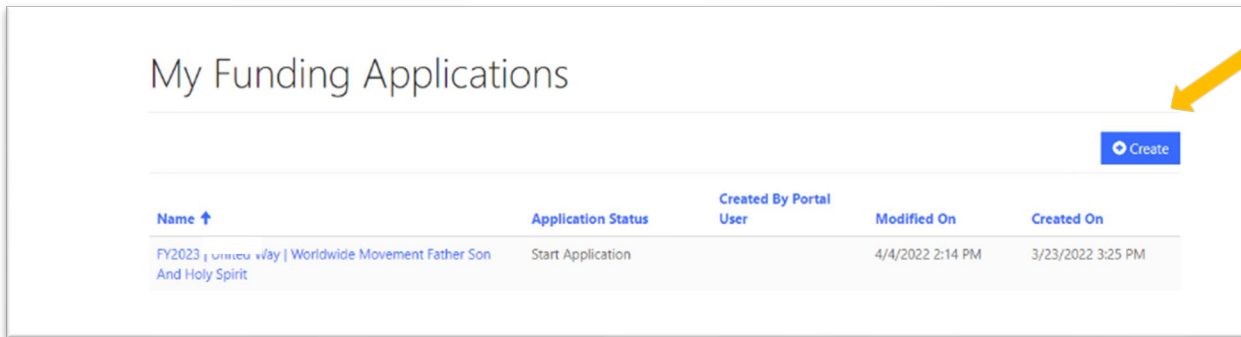 My Funding Applications
Create
Name Application Status Created By Portal User Modified On Created On
FY2023 | United Way | Worldwide Movement Father Son Start Application 4/4/2022 2:14 PM 3/23/2022 3:25 PM
And Holy Spirit